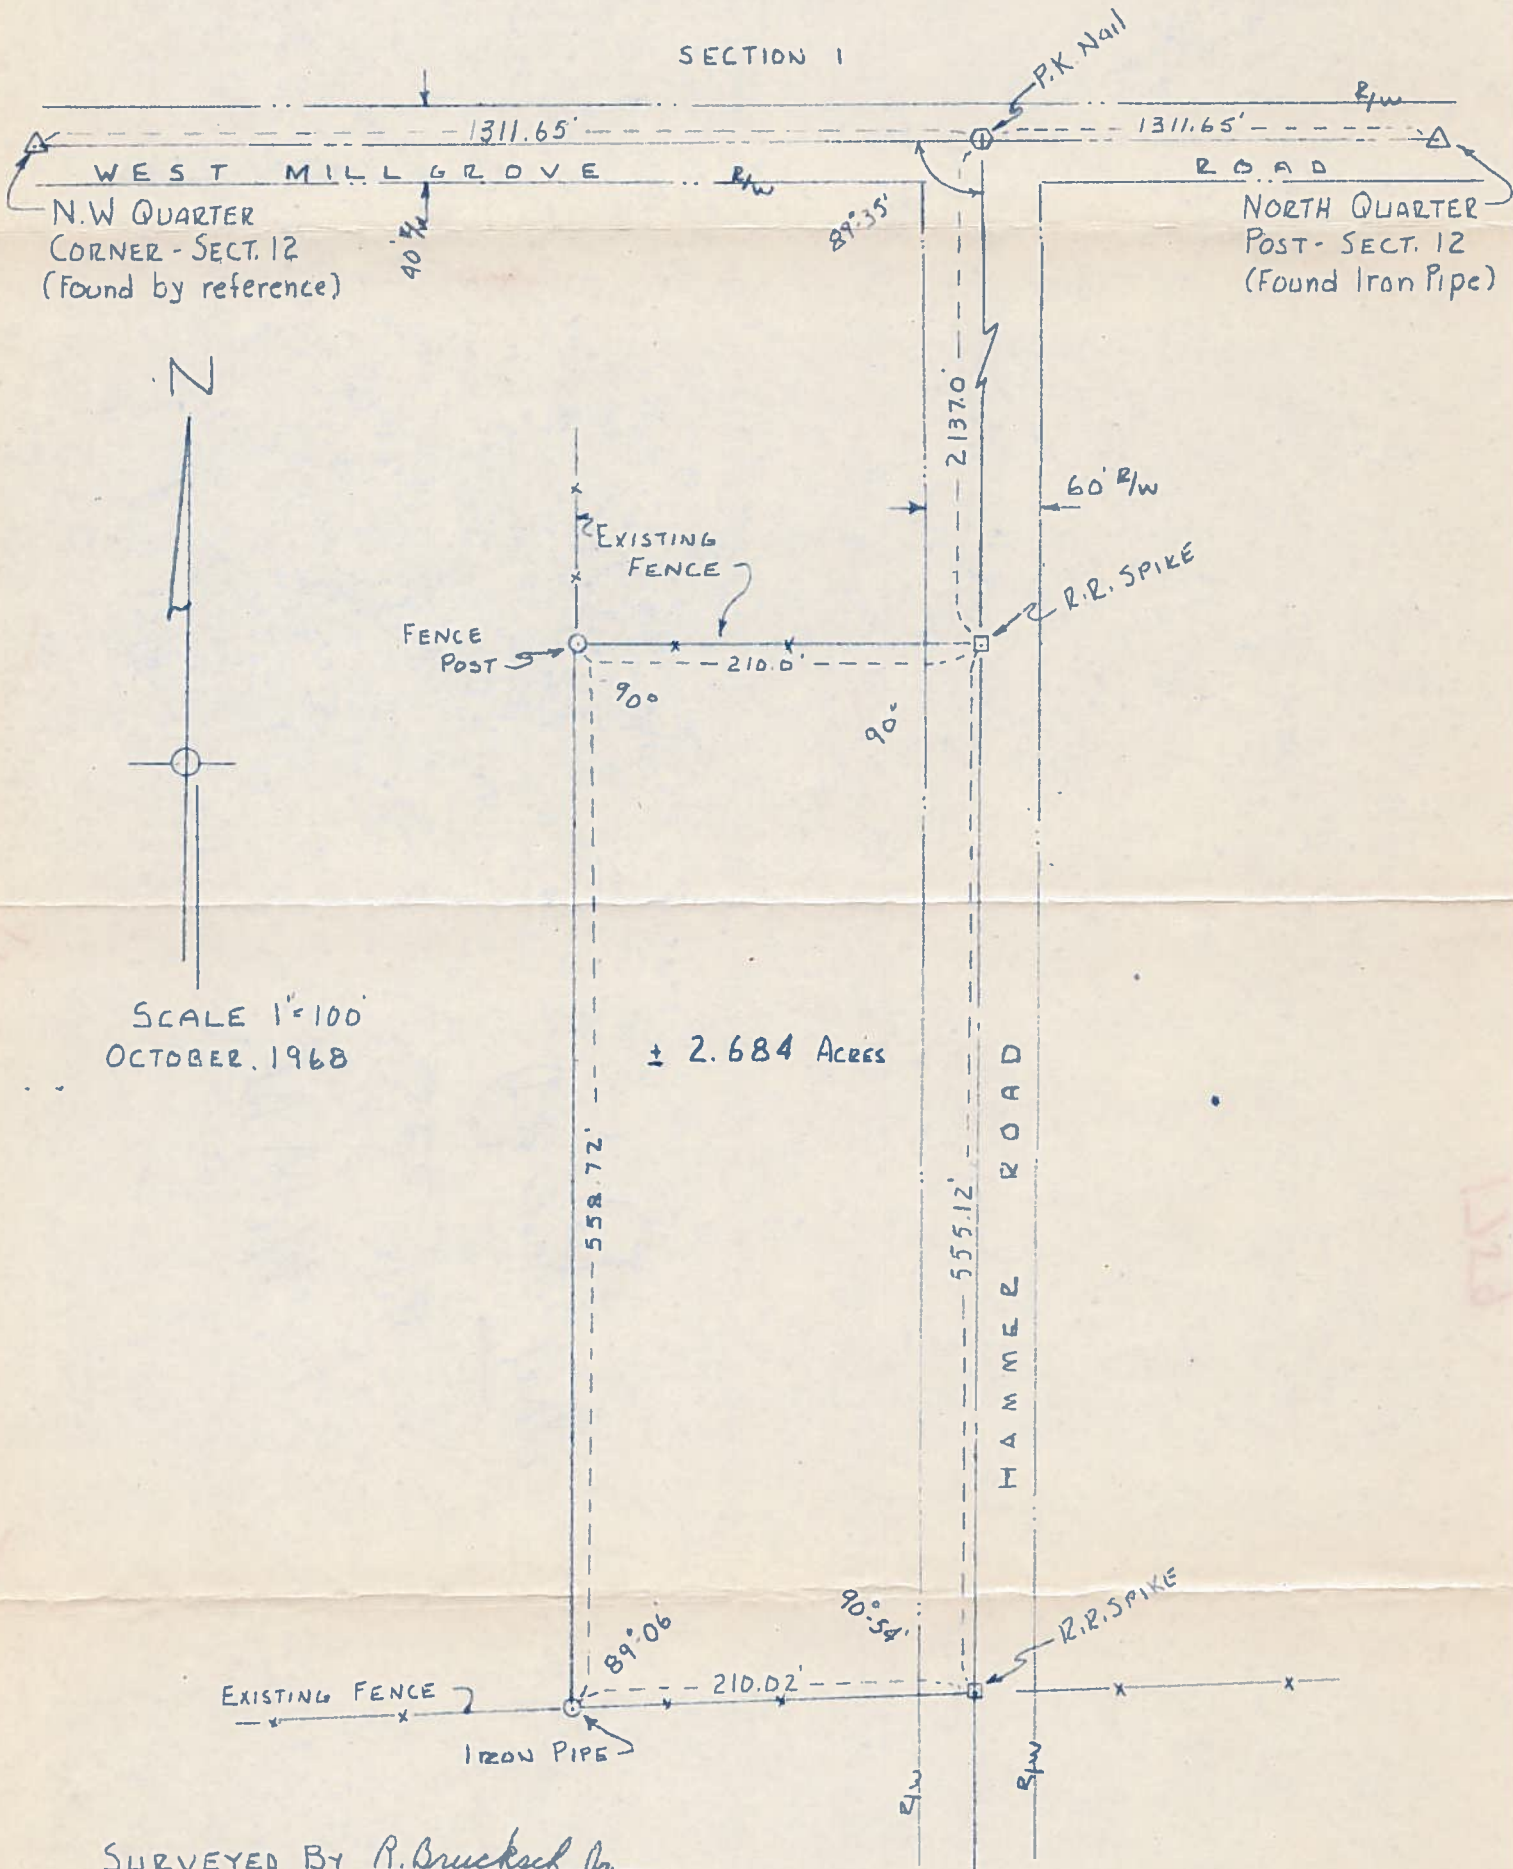 SECTION 1
P.K. Nail
R/W
1311.65'
1311.65'
WEST MILLGROVE ROAD
R/W
N.W QUARTER
CORNER - SECT. 12
(Found by reference)
40' R/W
89°-35'
NORTH QUARTER
POST - SECT. 12
(Found Iron Pipe)
N
2137.0'
60' R/W
EXISTING
FENCE
R.R. SPIKE
FENCE
POST
210.0'
90°
90°
SCALE 1"=100'
OCTOBER. 1968
± 2.684 ACRES
558.72'
555.12'
HAMMER ROAD
89°-06'
90°-54'
R.R. SPIKE
210.02'
EXISTING FENCE
IRON PIPE
R/W
R/W
SURVEYED BY R. Brucksch Jr.